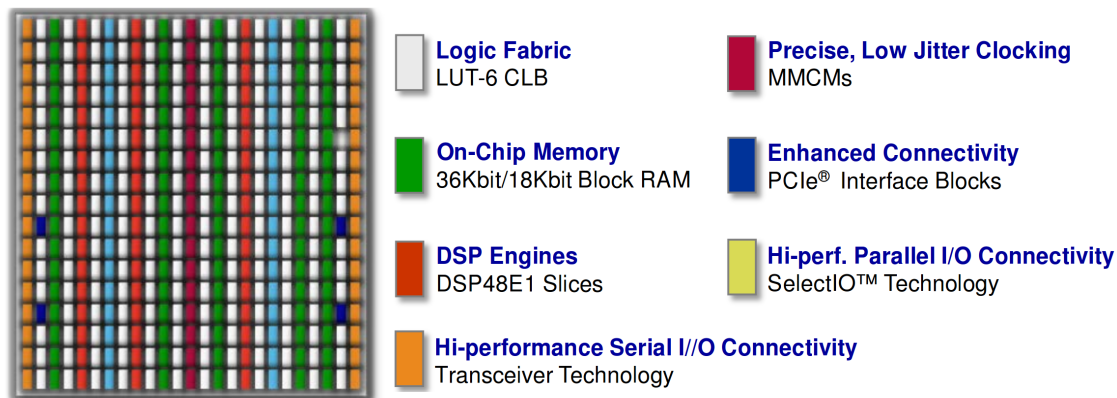 Logic Fabric
LUT-6 CLB
Precise, Low Jitter Clocking
MMCMs
On-Chip Memory
36Kbit/18Kbit Block RAM
Enhanced Connectivity
PCIe® Interface Blocks
DSP Engines
DSP48E1 Slices
Hi-perf. Parallel I/O Connectivity
SelectIO™ Technology
Hi-performance Serial I//O Connectivity
Transceiver Technology